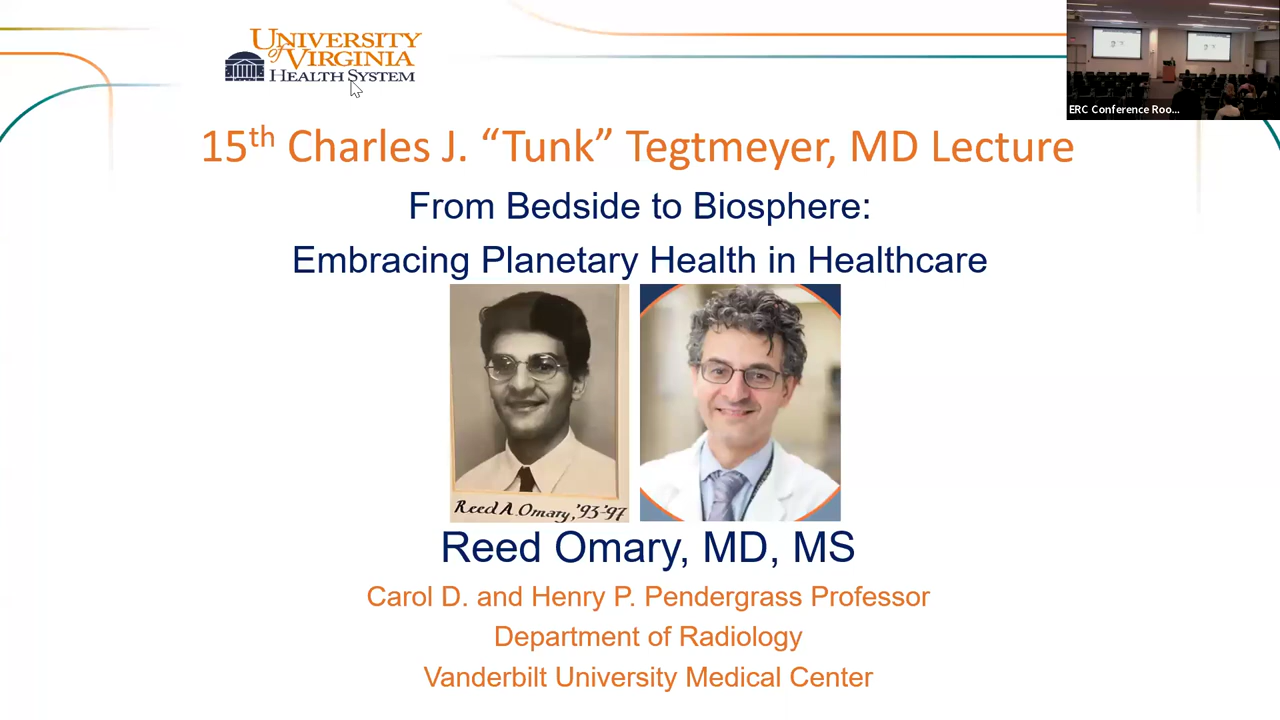 UNIVERSITY
of VIRGINIA
HEALTH SYSTEM
ERC Conference Roo...
15th Charles J. “Tunk” Tegtmeyer, MD Lecture
From Bedside to Biosphere:
Embracing Planetary Health in Healthcare
Reed A. Omary, '93-'97
Reed Omary, MD, MS
Carol D. and Henry P. Pendergrass Professor
Department of Radiology
Vanderbilt University Medical Center